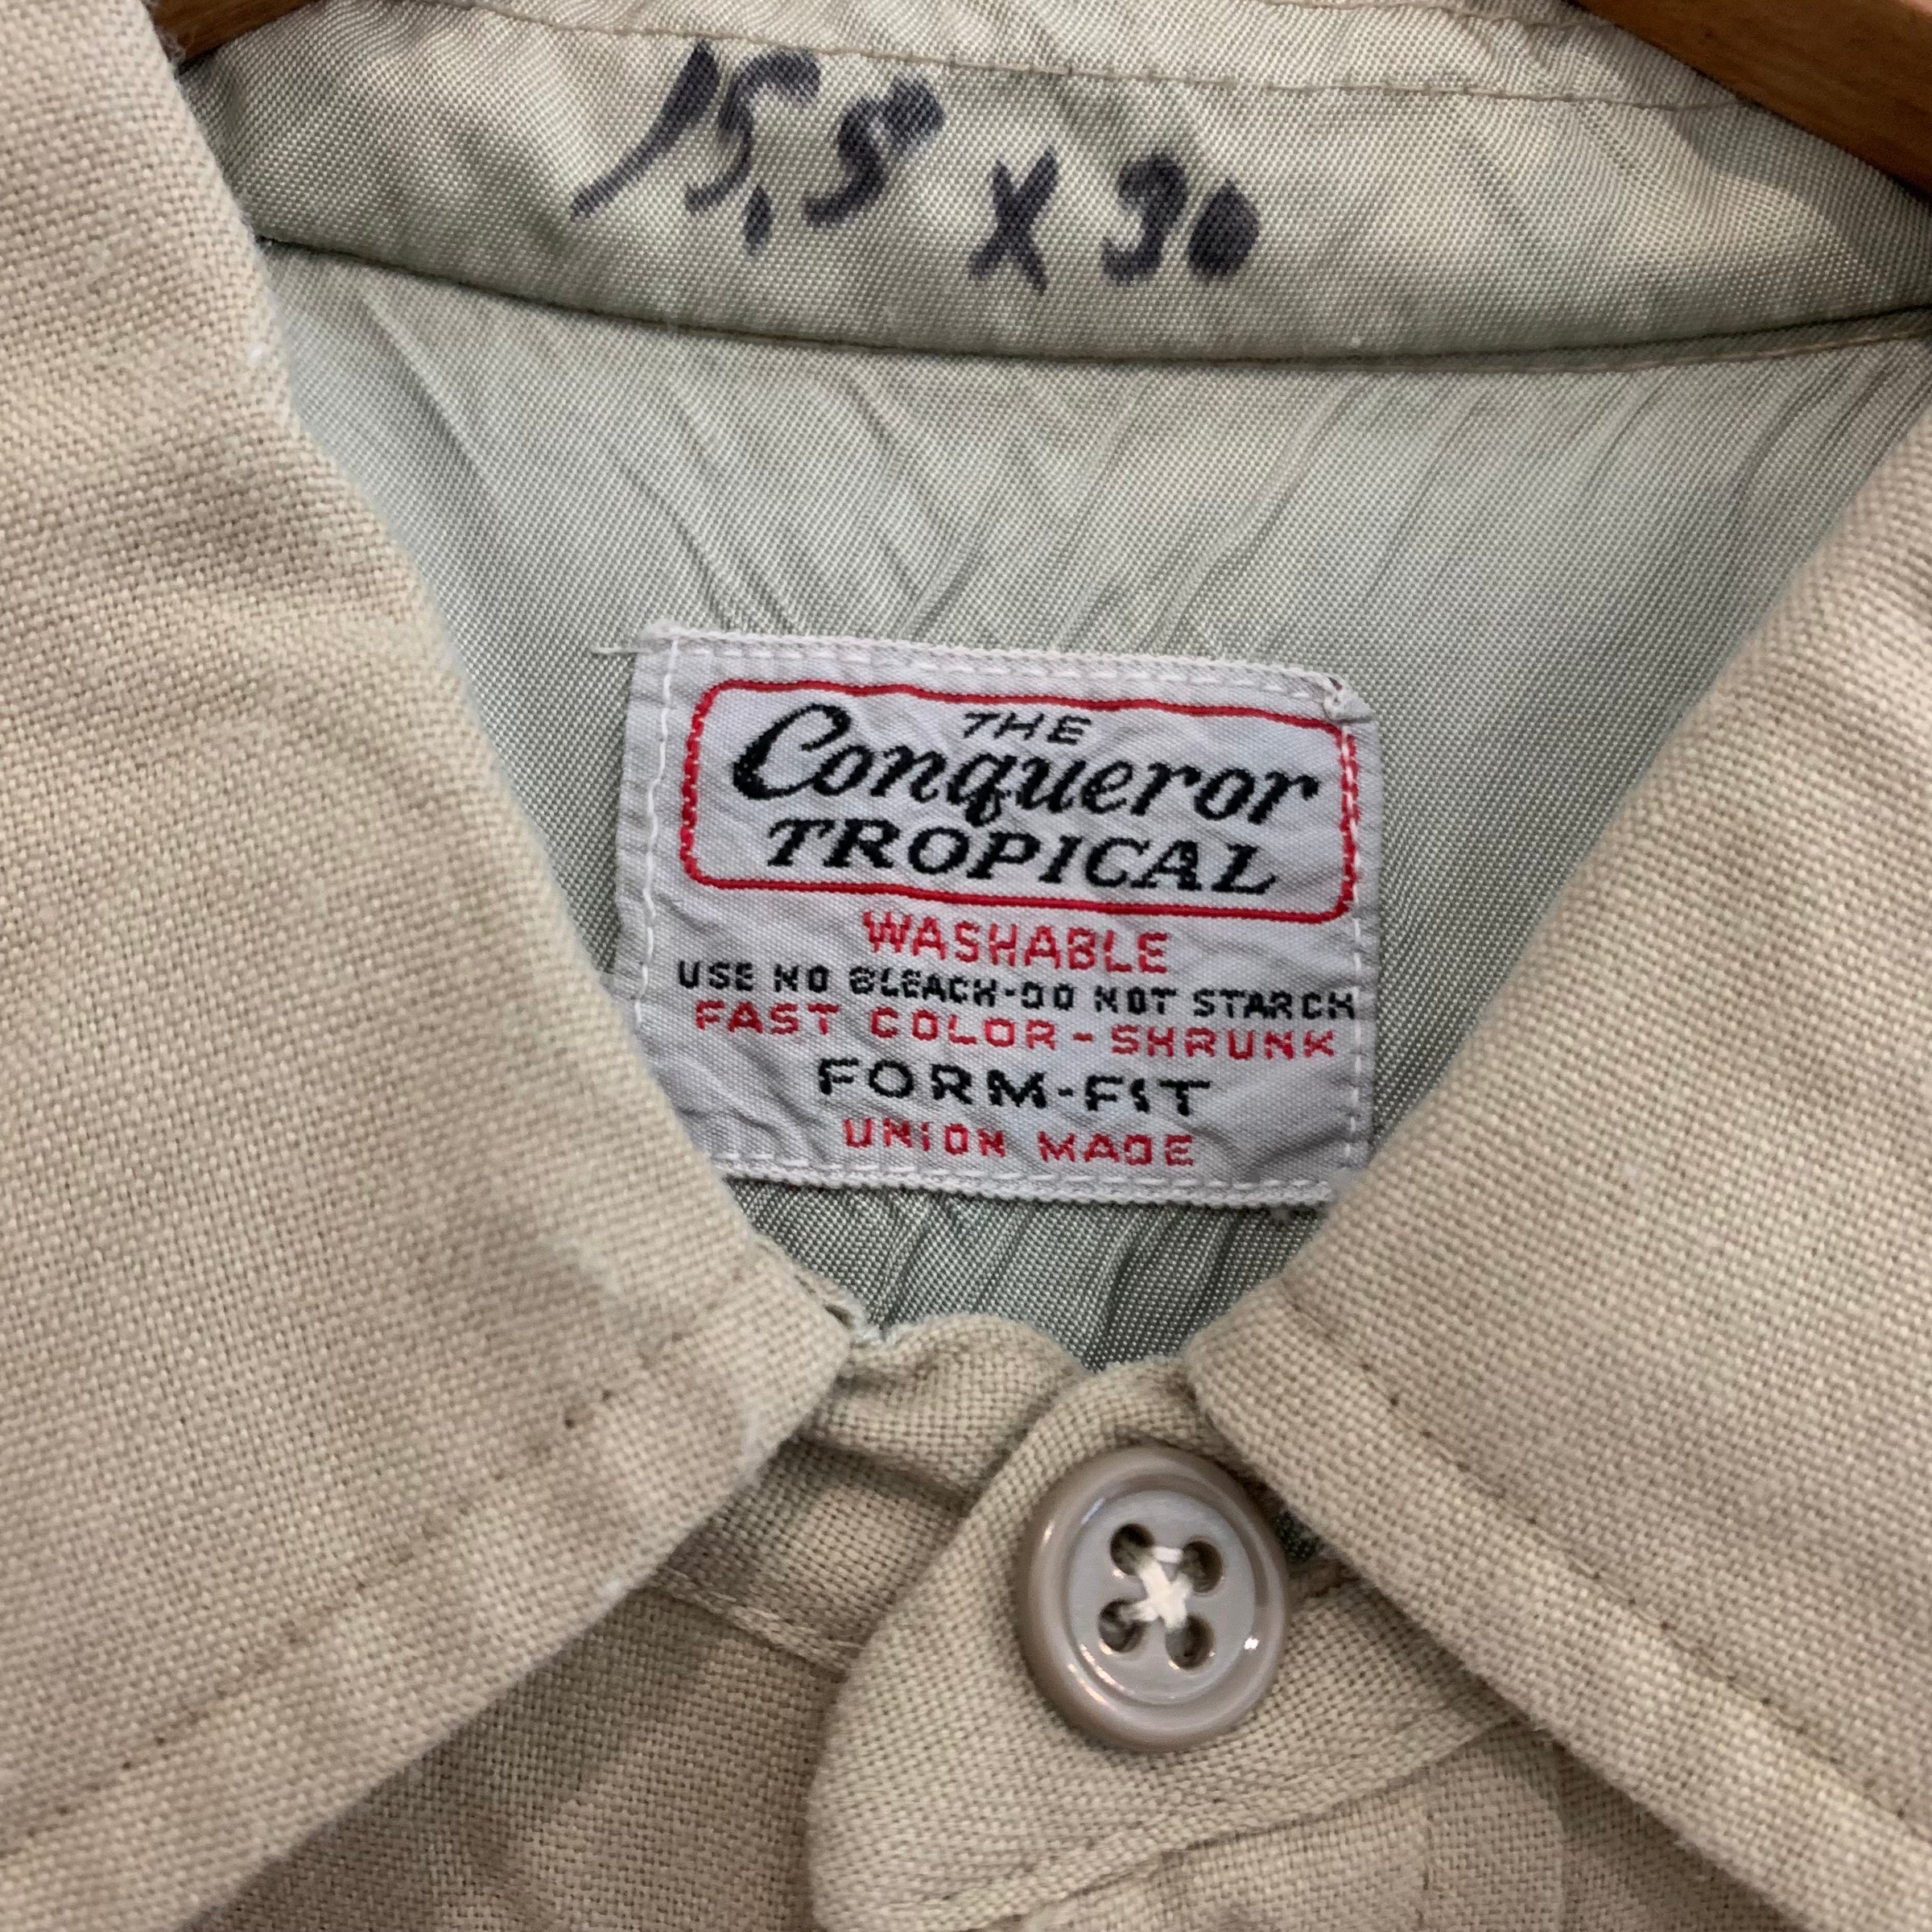 15,5" x 30
THE
Conqueror
TROPICAL
WASHABLE
USE NO BLEACH-DO NOT STARCH
FAST COLOR-SHRUNK
FORM-FIT
UNION MADE